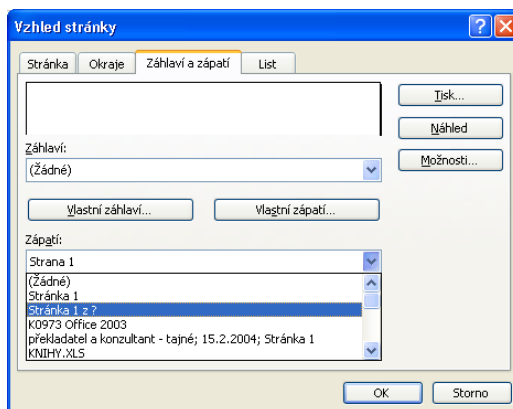 Vzhled stránky
Stránka
Okraje
Záhlaví a zápatí
List
Tisk...
Náhled
Možnosti...
Záhlaví:
(Žádné)
Vlastní záhlaví...
Vlastní zápatí...
Zápatí:
Strana 1
(Žádné)
Stránka 1
Stránka 1 z ?
K0973 Office 2003
překladatel a konzultant - tajné; 15.2.2004; Stránka 1
KNIHY.XLS
OK
Storno